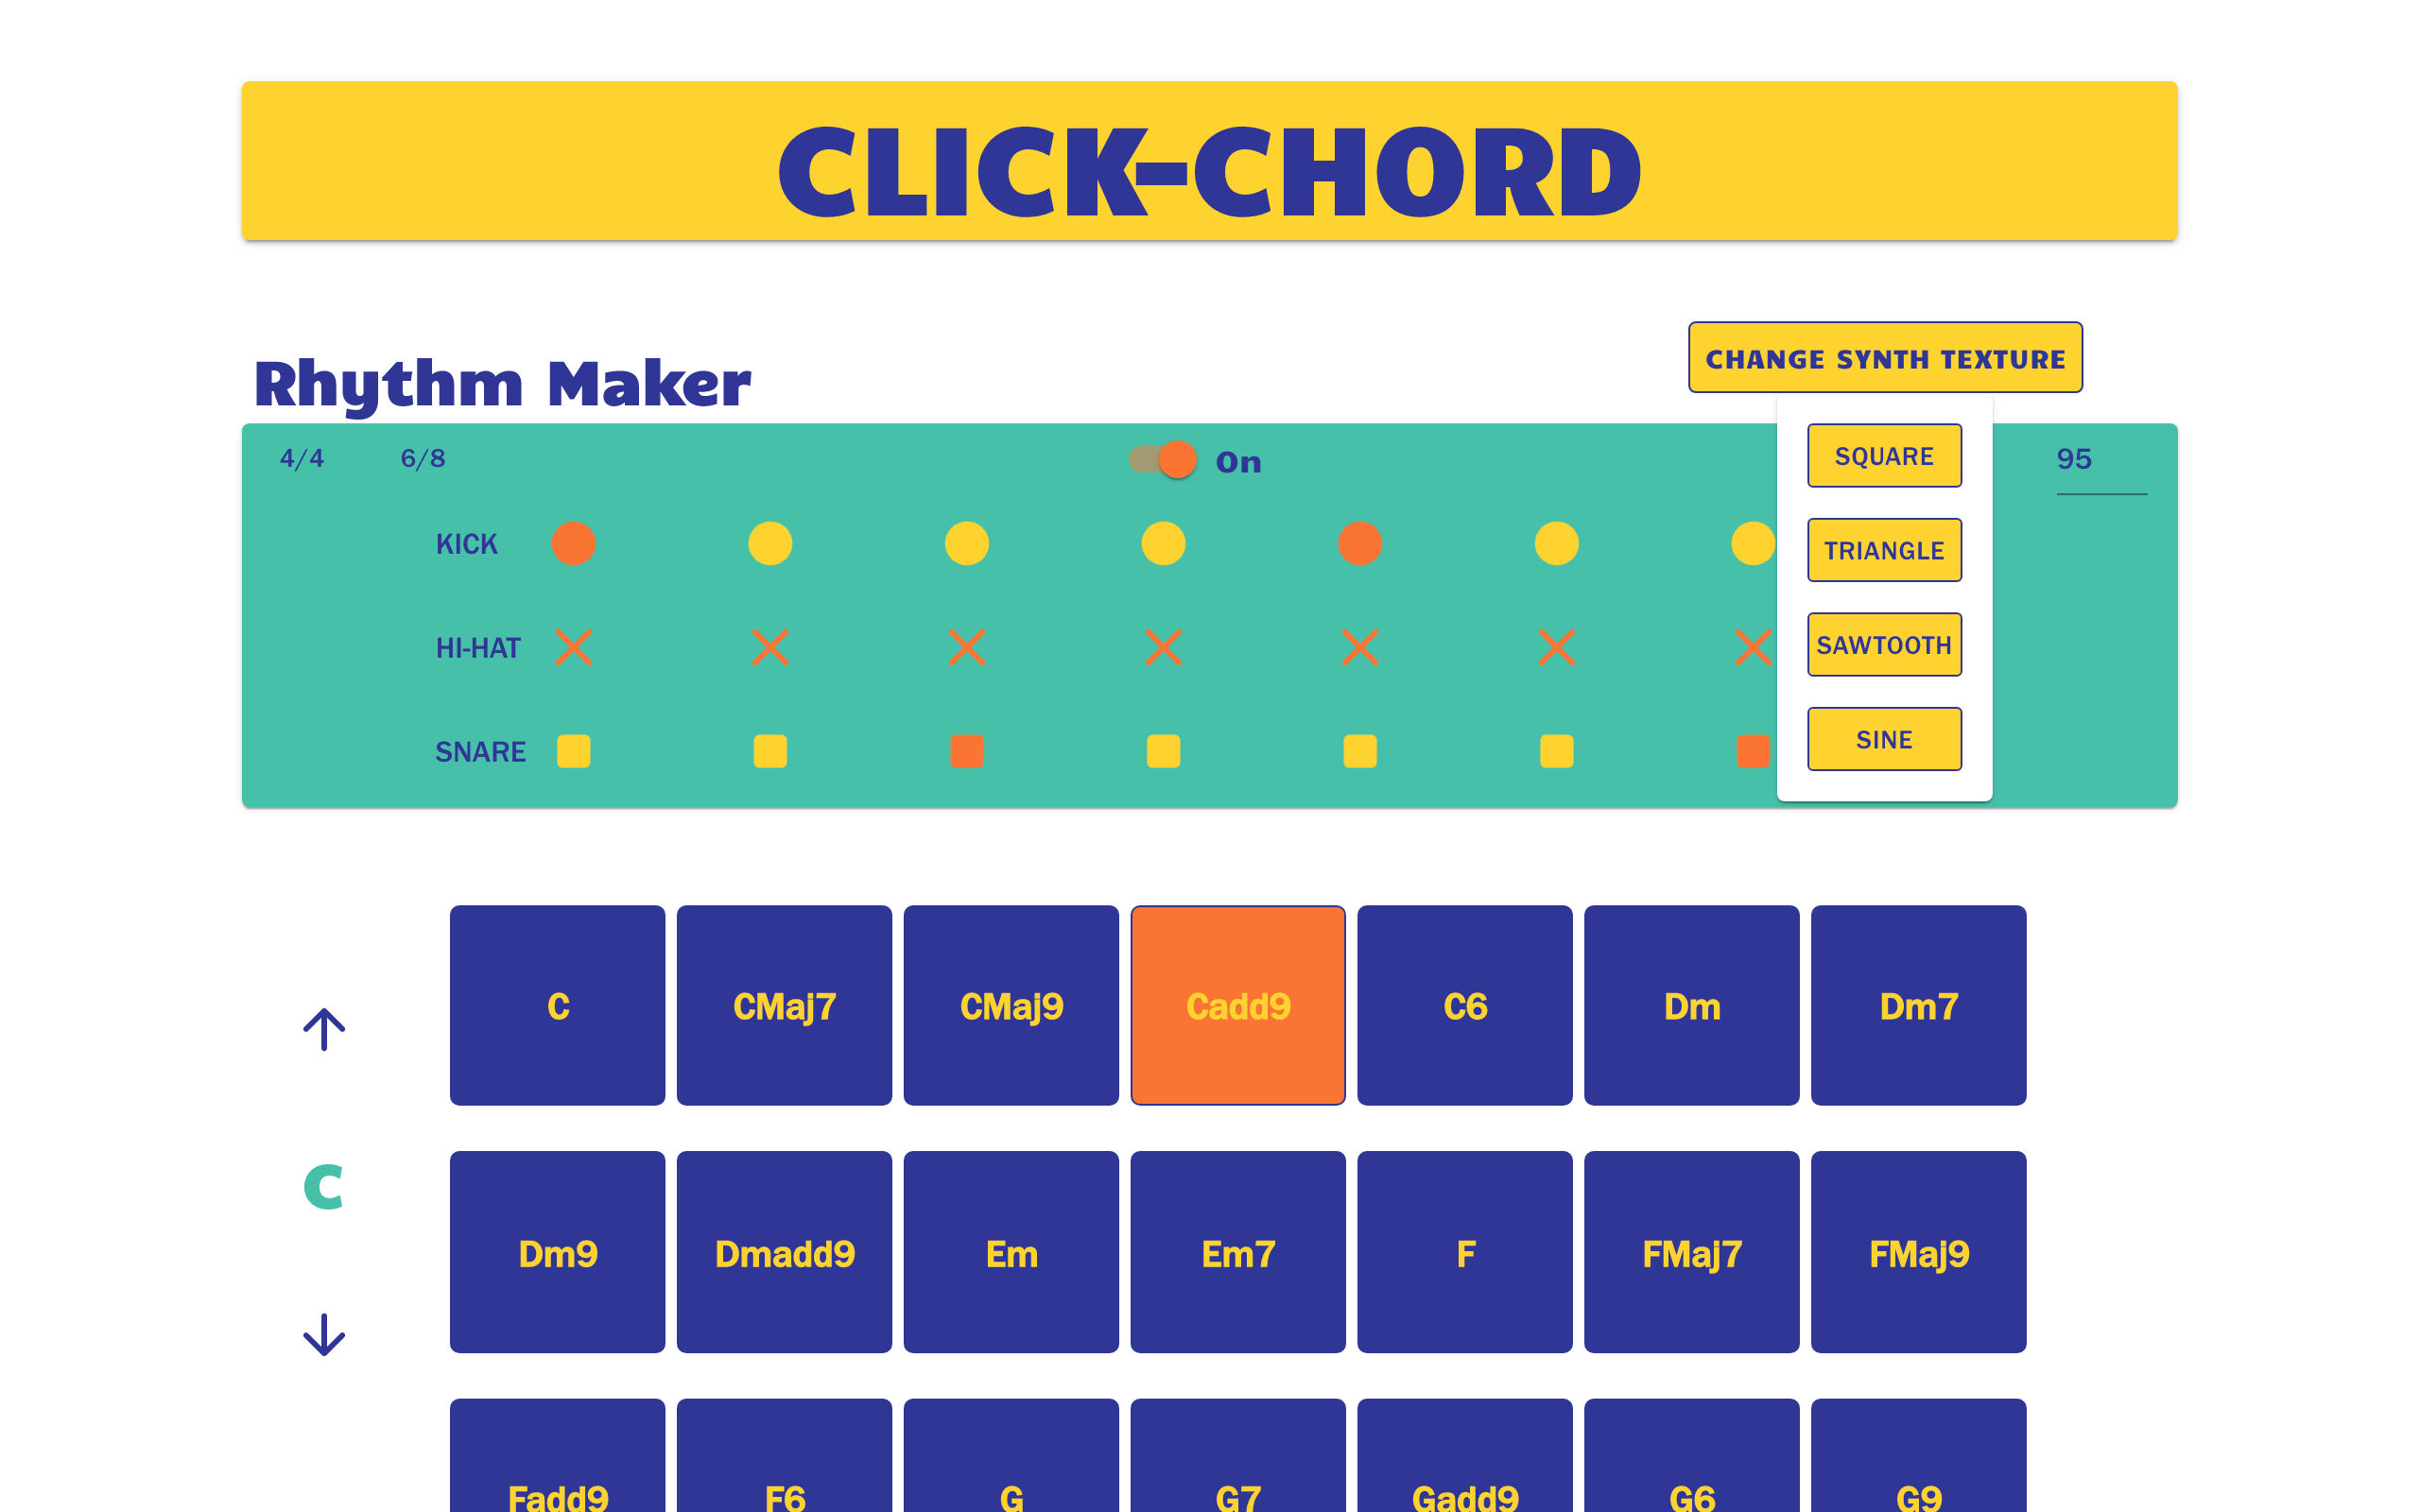 CLICK-CHORD
Rhythm Maker
CHANGE SYNTH TEXTURE
4/4 6/8 On 95
SQUARE
KICK
TRIANGLE
HI-HAT
SAWTOOTH
SNARE
SINE
C CMaj7 CMaj9 Cadd9 C6 Dm Dm7
C
Dm9 Dmadd9 Em Em7 F FMaj7 FMaj9
Fadd9 F6 G G7 Gadd9 G6 G9